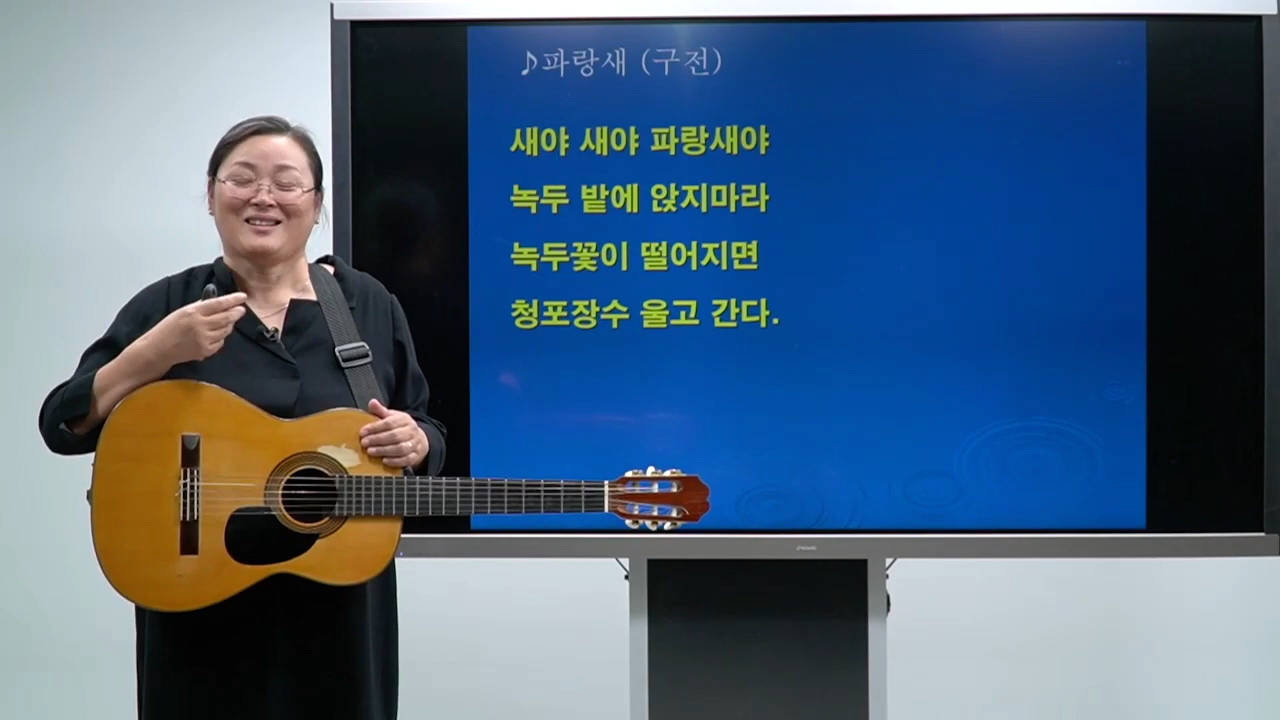 ♪파랑새 (구전)
새야 새야 파랑새야
녹두 밭에 앉지마라
녹두꽃이 떨어지면
청포장수 울고 간다.